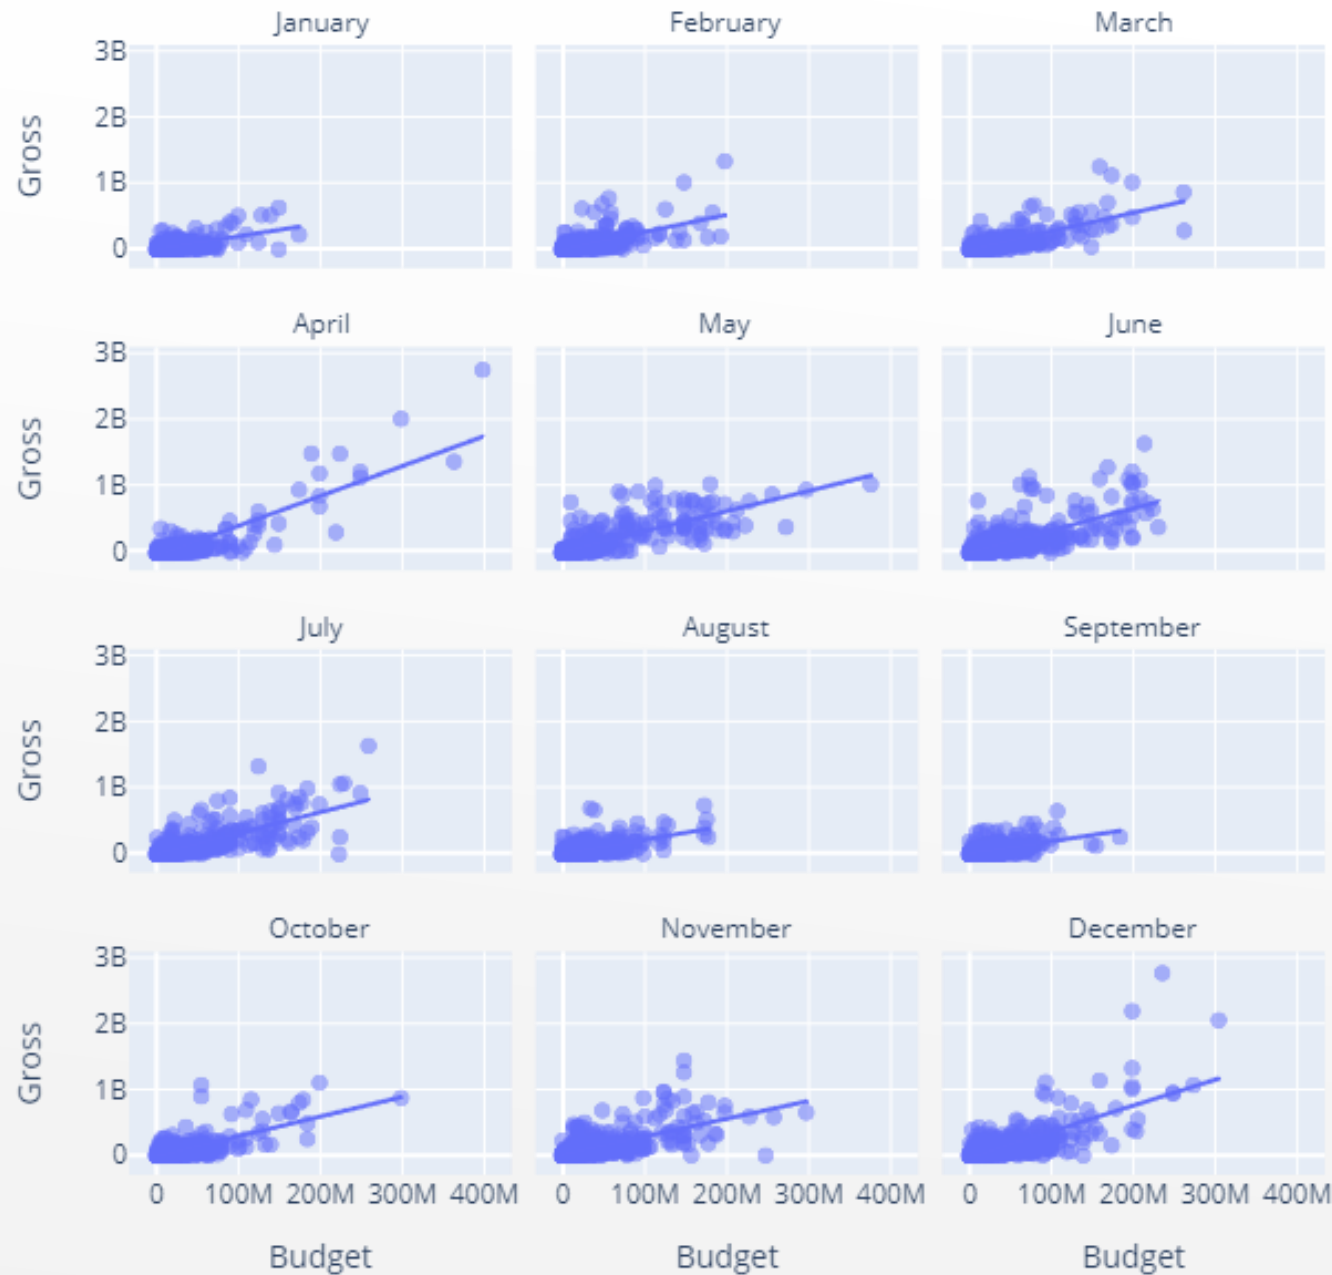 January February March
3B
2B
1B
0
Gross
April May June
3B
2B
1B
0
Gross
July August September
3B
2B
1B
0
Gross
October November December
3B
2B
1B
0
Gross
0 100M 200M 300M 400M 0 100M 200M 300M 400M 0 100M 200M 300M 400M
Budget Budget Budget